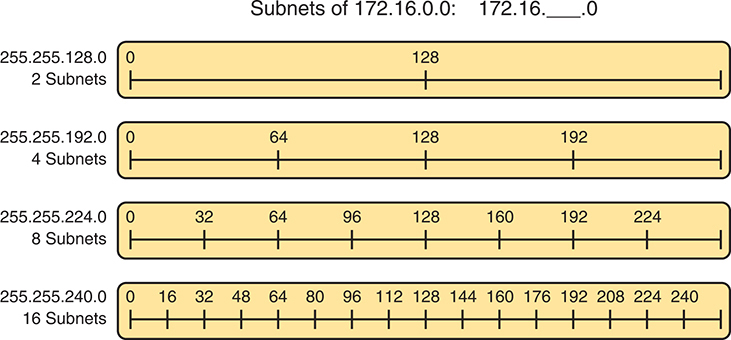 Subnets of 172.16.0.0: 172.16.___.0
255.255.128.0 0 128
2 Subnets
255.255.192.0 0 64 128 192
4 Subnets
255.255.224.0 0 32 64 96 128 160 192 224
8 Subnets
255.255.240.0 0 16 32 48 64 80 96 112 128 144 160 176 192 208 224 240
16 Subnets